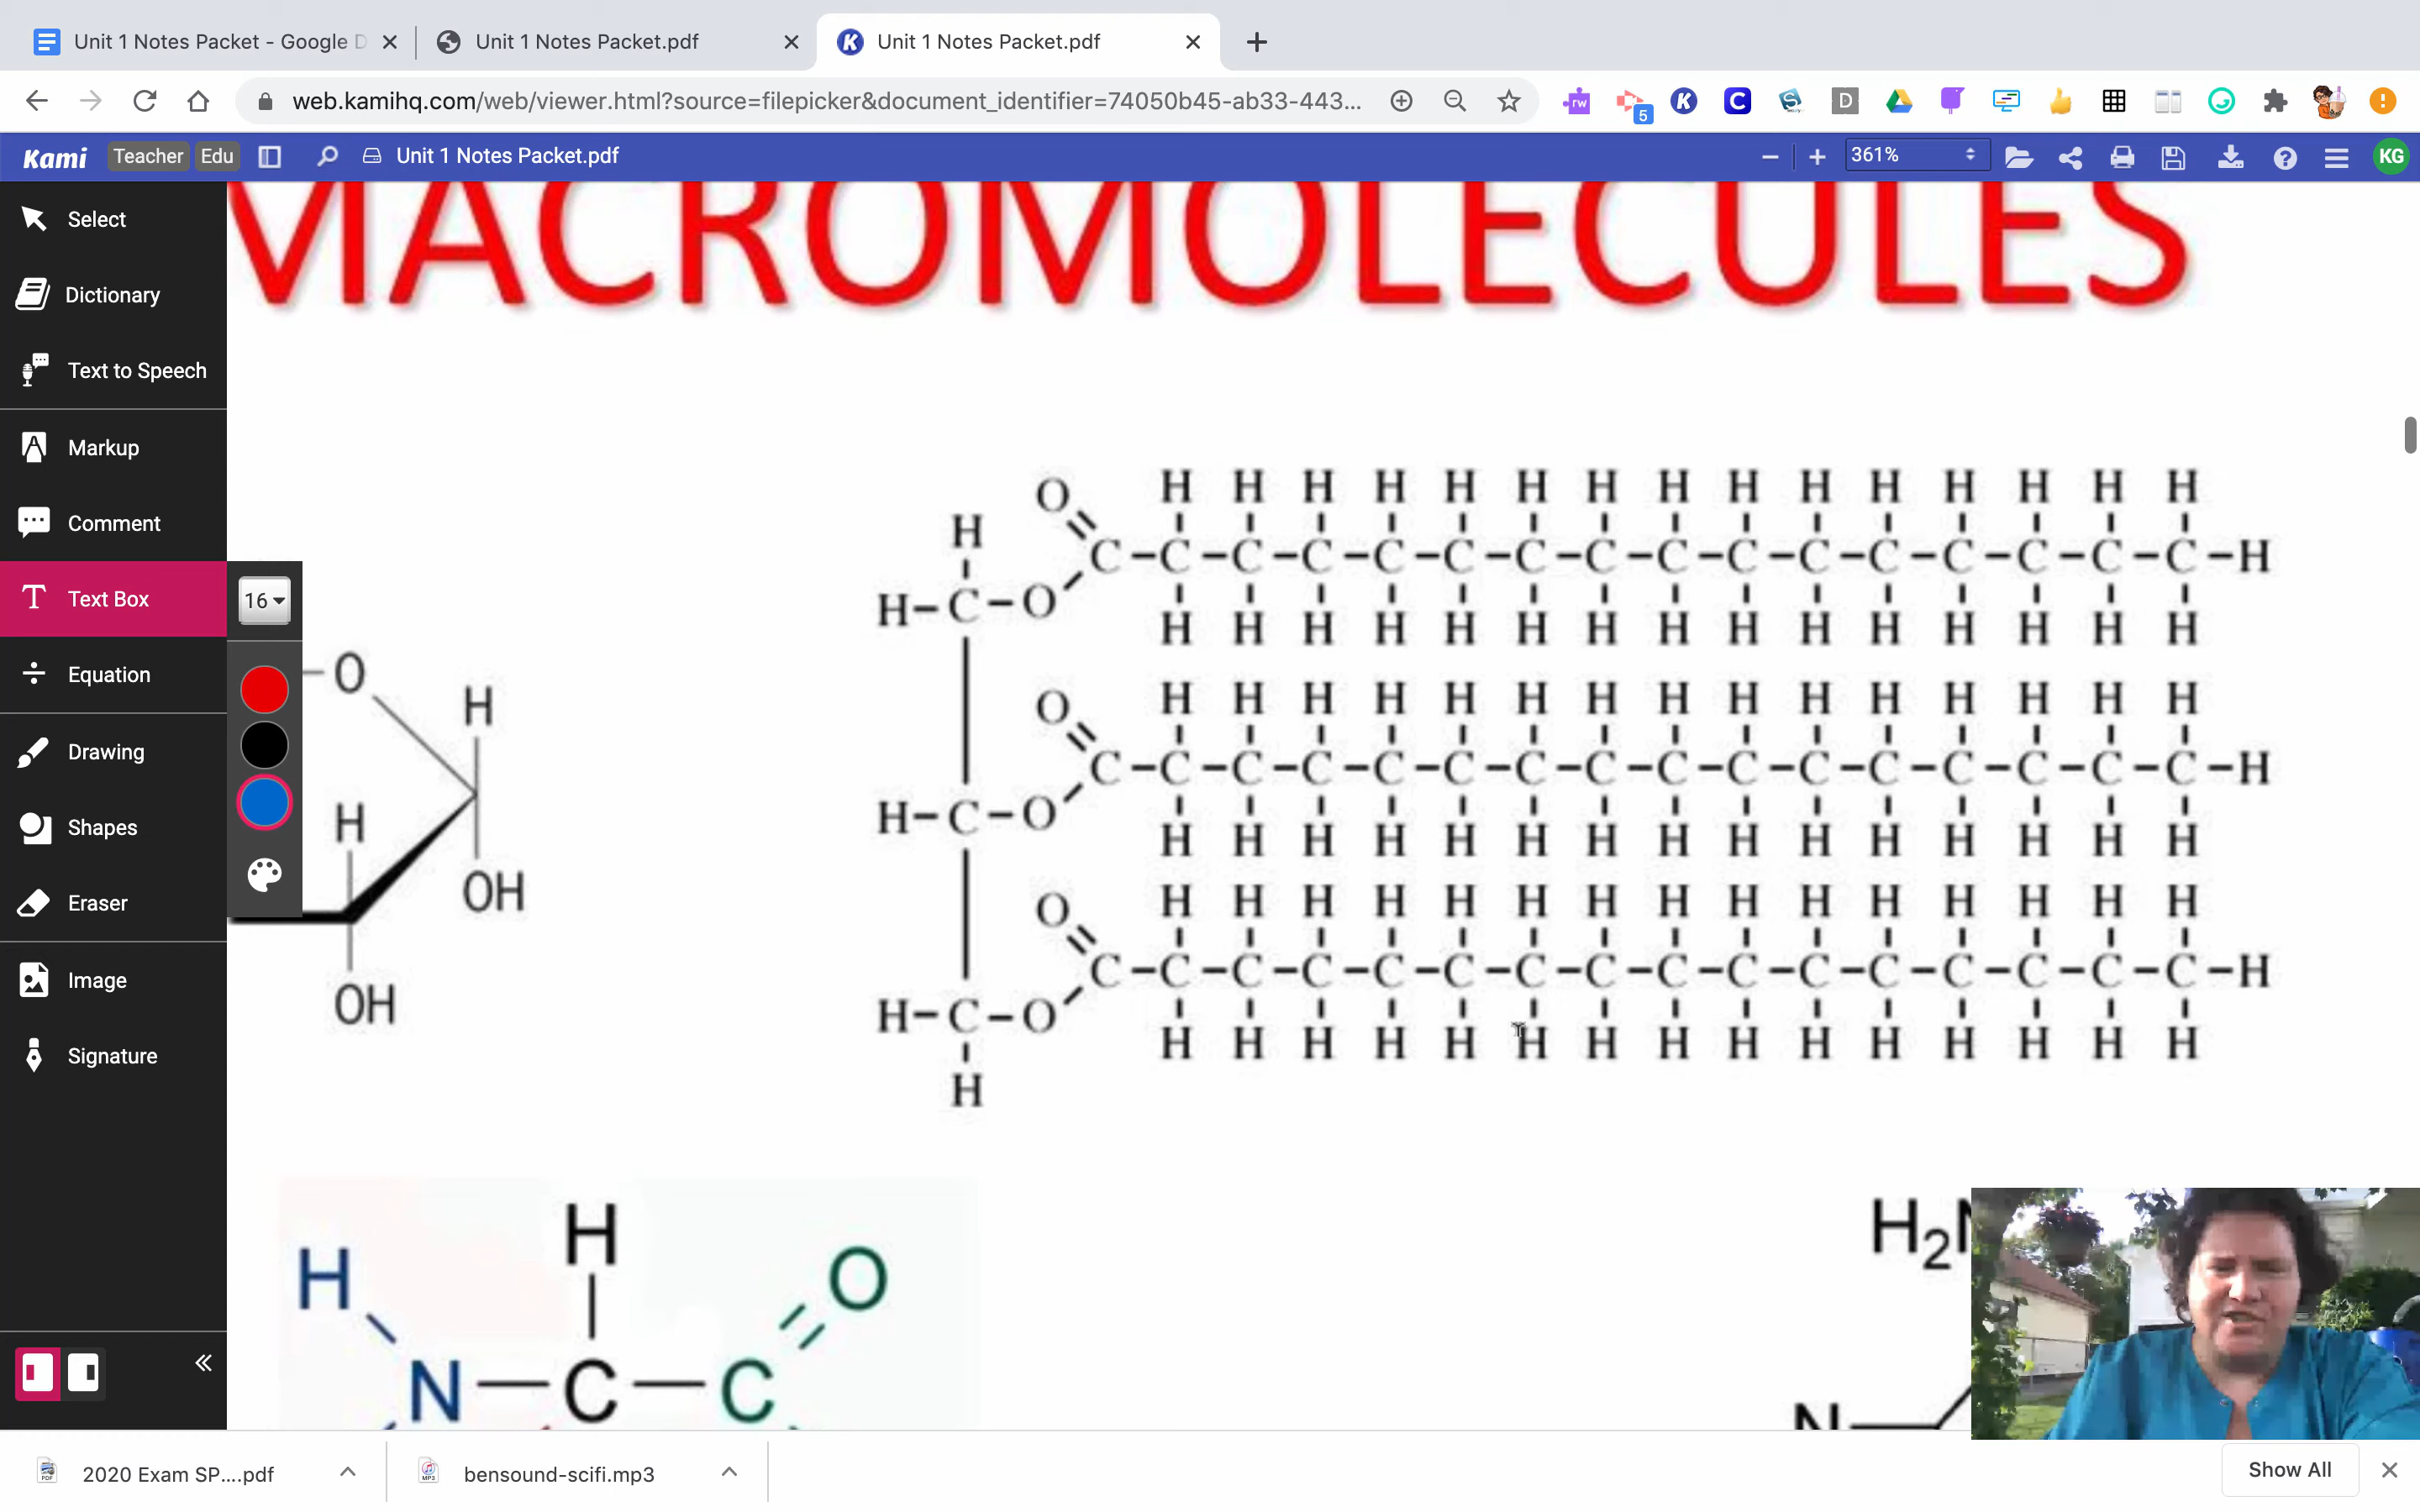 Unit 1 Notes Packet - Google D
Unit 1 Notes Packet.pdf
Unit 1 Notes Packet.pdf
web.kamihq.com/web/viewer.html?source=filepicker&document_identifier=74050b45-ab33-443...
rw
5
K
C
D
Kami Teacher Edu Unit 1 Notes Packet.pdf
361%
KG
MACROMOLECULES
Select
Dictionary
Text to Speech
Markup
Comment
Text Box
16
Equation
Drawing
Shapes
Eraser
Image
Signature
O H H H H H H H H H H H H H H H
H C-C-C-C-C-C-C-C-C-C-C-C-C-C-C-C-H
H-C-O H H H H H H H H H H H H H H H
O H H H H H H H H H H H H H H H
C-C-C-C-C-C-C-C-C-C-C-C-C-C-C-C-H
H-C-O H H H H H H H H H H H H H H H
O H H H H H H H H H H H H H H H
C-C-C-C-C-C-C-C-C-C-C-C-C-C-C-C-H
H-C-O H H H H H H H H H H H H H H H
H
-O
H
H
OH
OH
H
H O
N-C-C
H2N
N
2020 Exam SP....pdf
bensound-scifi.mp3
Show All